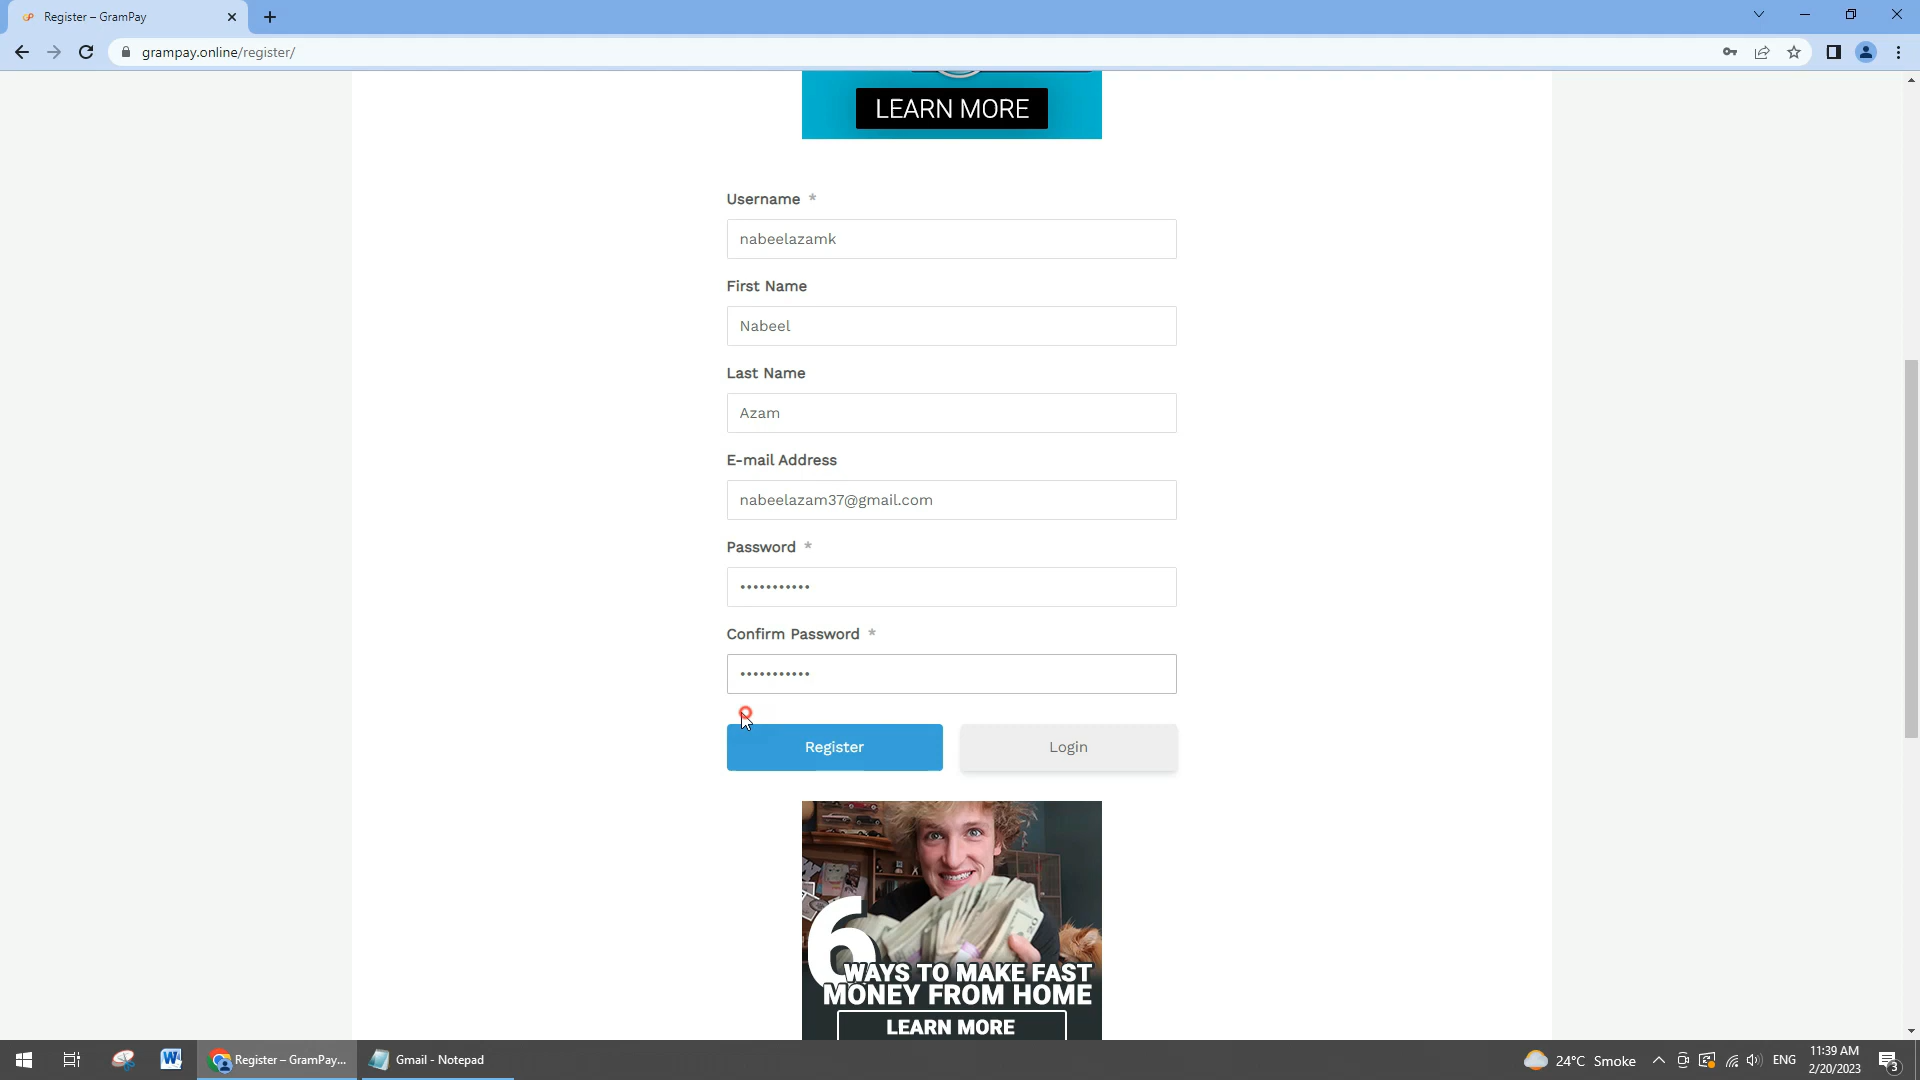 Register – GramPay
grampay.online/register/
LEARN MORE
Username *
nabeelazamk
First Name
Nabeel
Last Name
Azam
E-mail Address
nabeelazam37@gmail.com
Password *
•••••••••••
Confirm Password *
•••••••••••
Register
Login
6 WAYS TO MAKE FAST
MONEY FROM HOME
LEARN MORE
Register – GramPay...
Gmail - Notepad
24°C Smoke
ENG
11:39 AM
2/20/2023
3